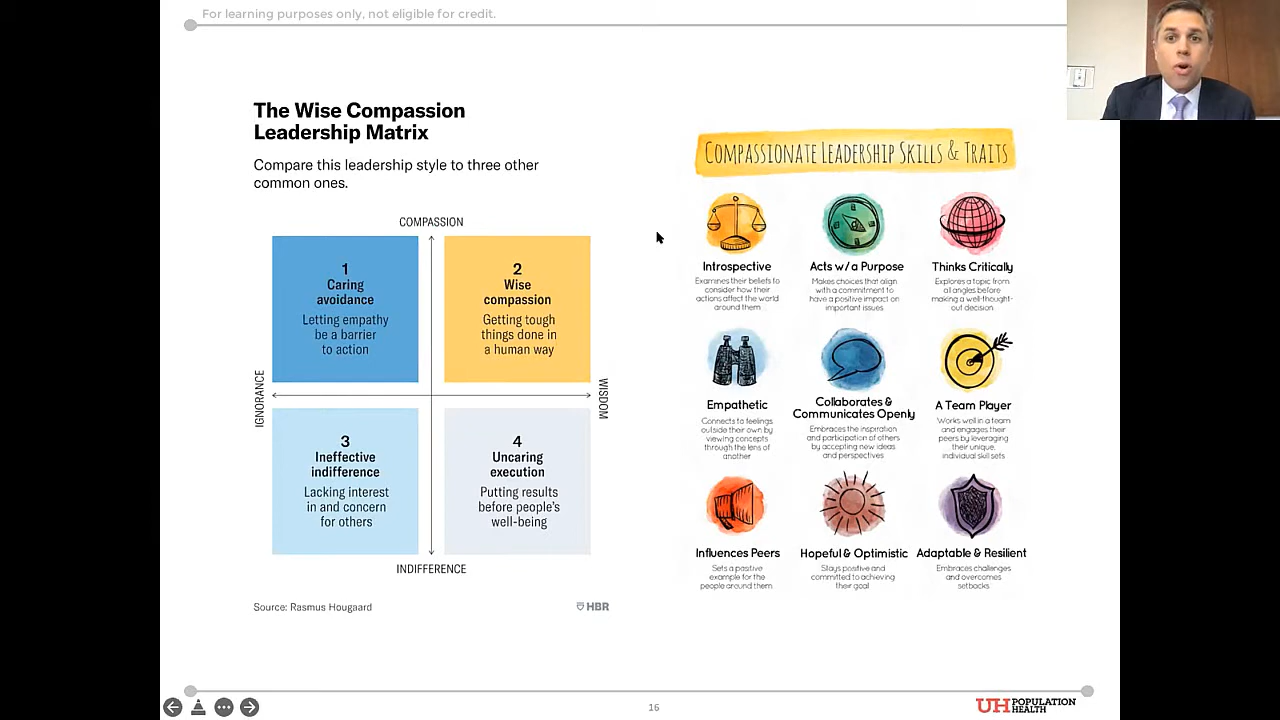 For learning purposes only, not eligible for credit.
The Wise Compassion
Leadership Matrix
Compare this leadership style to three other
common ones.
COMPASSION
1
Caring
avoidance
Letting empathy
be a barrier
to action
2
Wise
compassion
Getting tough
things done in
a human way
IGNORANCE
WISDOM
3
Ineffective
indifference
Lacking interest
in and concern
for others
4
Uncaring
execution
Putting results
before people's
well-being
INDIFFERENCE
Source: Rasmus Hougaard
HBR
COMPASSIONATE LEADERSHIP SKILLS & TRAITS
Introspective
Examines their beliefs to
consider how their
actions affect the world
around them
Acts w/a Purpose
Makes choices that align
with a commitment to
have a positive impact on
important issues
Thinks Critically
Explores a topic from
all angles before
making a well-thought-
out decision
Empathetic
Connects to feelings
outside their own by
viewing concepts
through the lens of
another
Collaborates &
Communicates Openly
Embraces the inspiration
and participation of others
by accepting new ideas
and perspectives
A Team Player
Works well in a team
and engages their
peers by leveraging
their unique,
individual skill sets
Influences Peers
Sets a positive
example for the
people around them
Hopeful & Optimistic
Stays positive and
committed to achieving
their goal
Adaptable & Resilient
Embraces challenges
and overcomes
setbacks
16
UH POPULATION
HEALTH